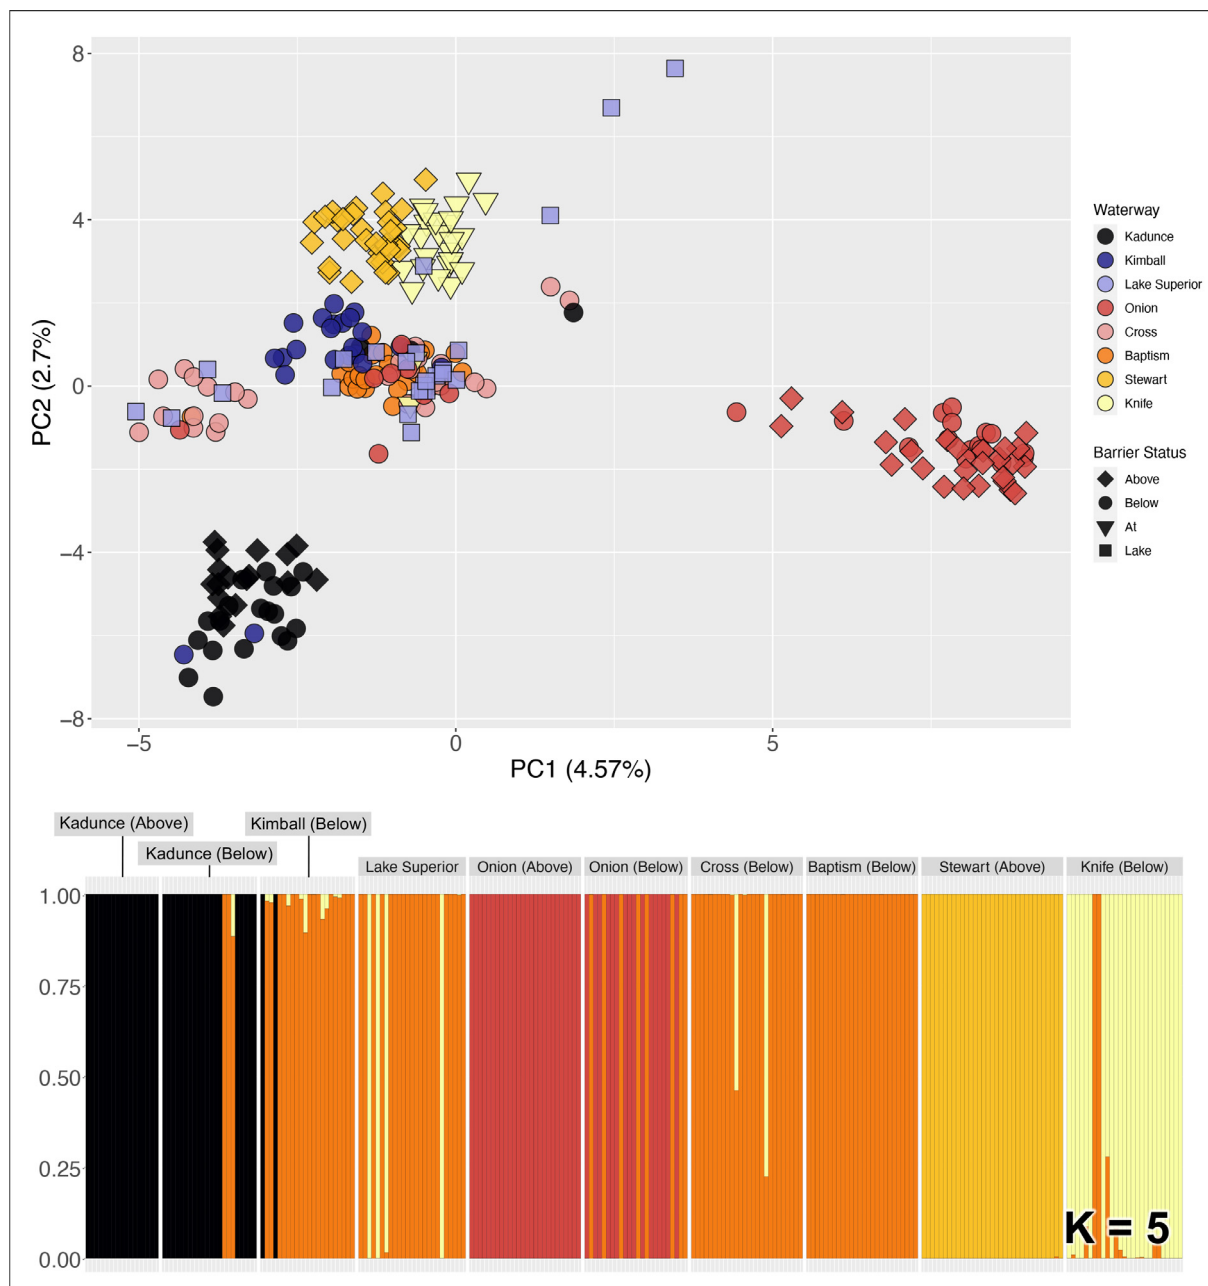 8
4
0
−4
−8
PC2 (2.7%)
−5
0
5
PC1 (4.57%)
Waterway
Kadunce
Kimball
Lake Superior
Onion
Cross
Baptism
Stewart
Knife
Barrier Status
Above
Below
At
Lake
Kadunce (Above)
Kimball (Below)
Kadunce (Below)
Lake Superior
Onion (Above)
Onion (Below)
Cross (Below)
Baptism (Below)
Stewart (Above)
Knife (Below)
1.00
0.75
0.50
0.25
0.00
K = 5